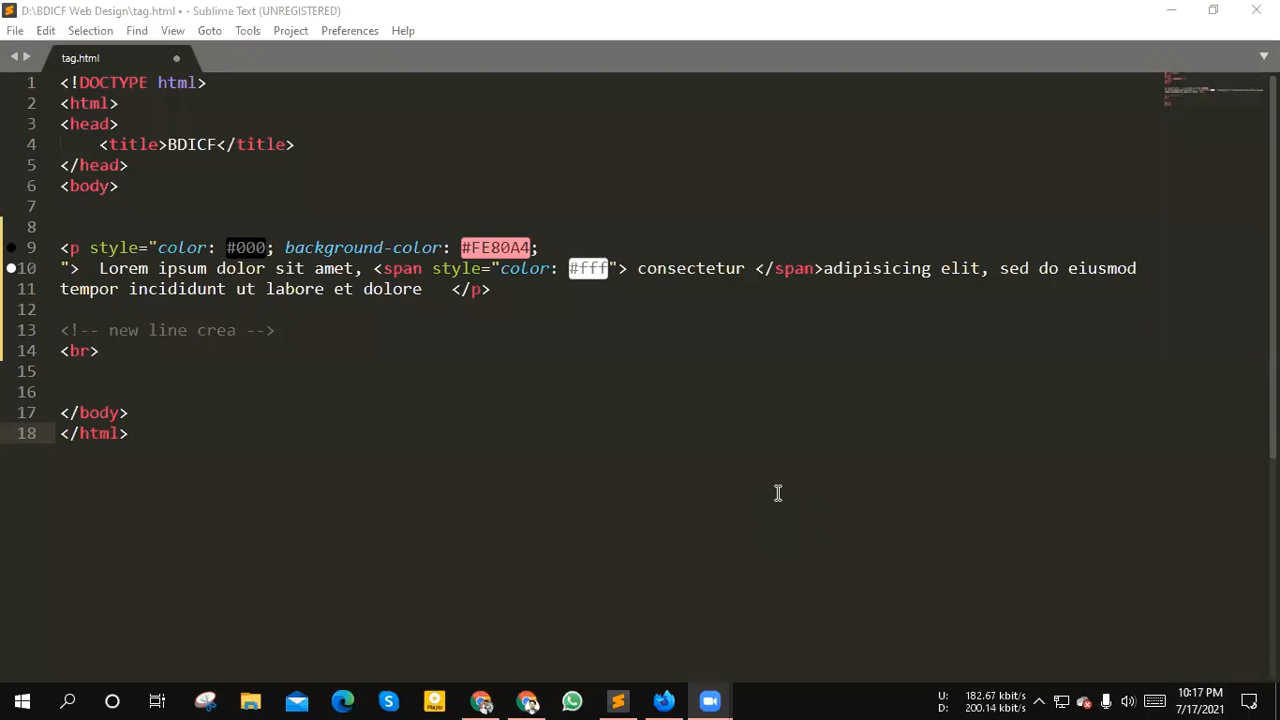 D:\BDICF Web Design\tag.html • - Sublime Text (UNREGISTERED)
File Edit Selection Find View Goto Tools Project Preferences Help
tag.html
1 <!DOCTYPE html>
2 <html>
3 <head>
4 <title>BDICF</title>
5 </head>
6 <body>
7
8
9 <p style="color: #000; background-color: #FE80A4;
10 "> Lorem ipsum dolor sit amet, <span style="color: #fff"> consectetur </span>adipisicing elit, sed do eiusmod
11 tempor incididunt ut labore et dolore </p>
12
13 <!-- new line crea -->
14 <br>
15
16
17 </body>
18 </html>
Player
U: 182.67 kbit/s
D: 200.14 kbit/s
10:17 PM
7/17/2021